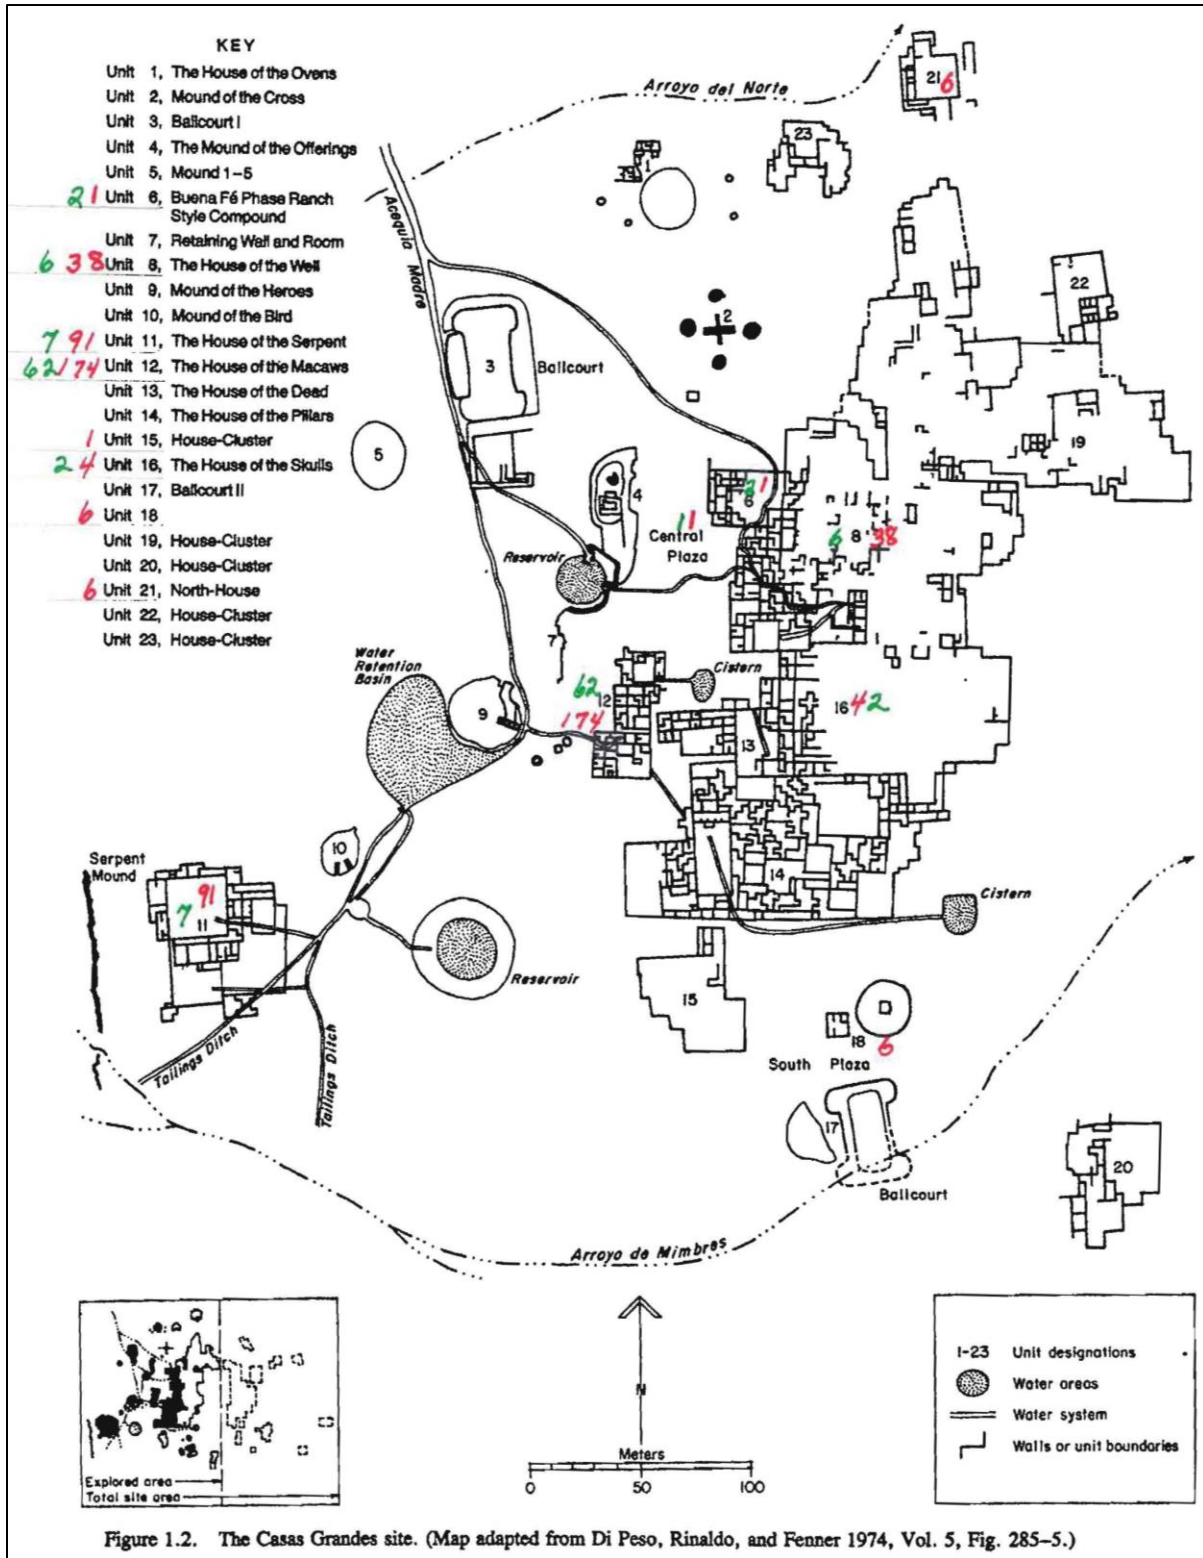 KEY
Unit 1, The House of the Ovens
Unit 2, Mound of the Cross
Unit 3, Ballcourt I
Unit 4, The Mound of the Offerings
Unit 5, Mound 1-5
21 Unit 6, Buena Fé Phase Ranch
Style Compound
Unit 7, Retaining Wall and Room
6 38 Unit 8, The House of the Well
Unit 9, Mound of the Heroes
Unit 10, Mound of the Bird
7 91 Unit 11, The House of the Serpent
62 174 Unit 12, The House of the Macaws
Unit 13, The House of the Dead
Unit 14, The House of the Pillars
1 Unit 15, House-Cluster
2 4 Unit 16, The House of the Skulls
Unit 17, Ballcourt II
6 Unit 18
Unit 19, House-Cluster
Unit 20, House-Cluster
6 Unit 21, North-House
Unit 22, House-Cluster
Unit 23, House-Cluster
Arroyo del Norte
21 6
23
1
Acequia Madre
22
2
3
Ballcourt
19
5
4
2 1
6
1 1
Central
Plaza
6 8 38
Reservoir
7
Water
Retention
Basin
62
12
174
Cistern
9
16 4 2
13
10
Serpent
Mound
91
7
11
14
Cistern
Reservoir
15
18
6
South Plaza
Tailings Ditch
Tailings Ditch
17
Ballcourt
20
Arroyo de Mimbres
Explored area
Total site area
N
Meters
0 50 100
1-23 Unit designations
Water areas
Water system
Walls or unit boundaries
Figure 1.2. The Casas Grandes site. (Map adapted from Di Peso, Rinaldo, and Fenner 1974, Vol. 5, Fig. 285-5.)